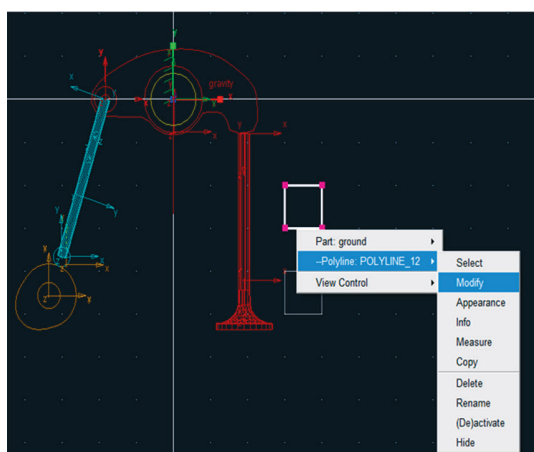 y
x
gravity
x
y
x
x
x
y
x
Y
x
Y
z
x
x
y
z
Part: ground
--Polyline: POLYLINE_12
View Control
Select
Modify
Appearance
Info
Measure
Copy
Delete
Rename
(De)activate
Hide